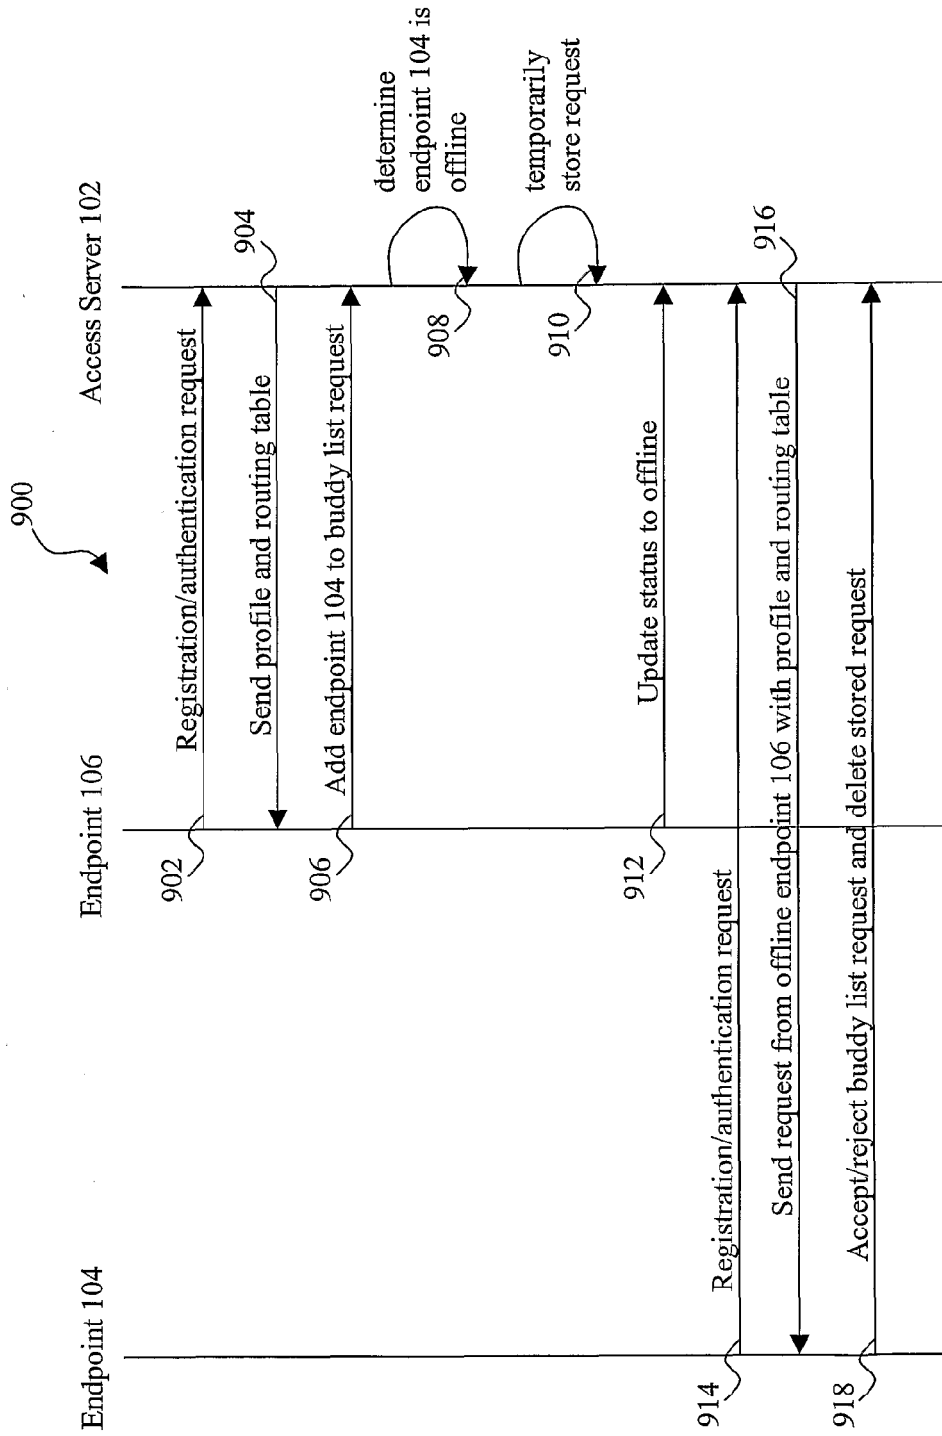 900
Endpoint 104
Endpoint 106
Access Server 102
Registration/authentication request
902
Send profile and routing table
904
Add endpoint 104 to buddy list request
906
determine
endpoint 104 is
offline
908
temporarily
store request
910
Update status to offline
912
Registration/authentication request
914
Send request from offline endpoint 106 with profile and routing table
916
Accept/reject buddy list request and delete stored request
918